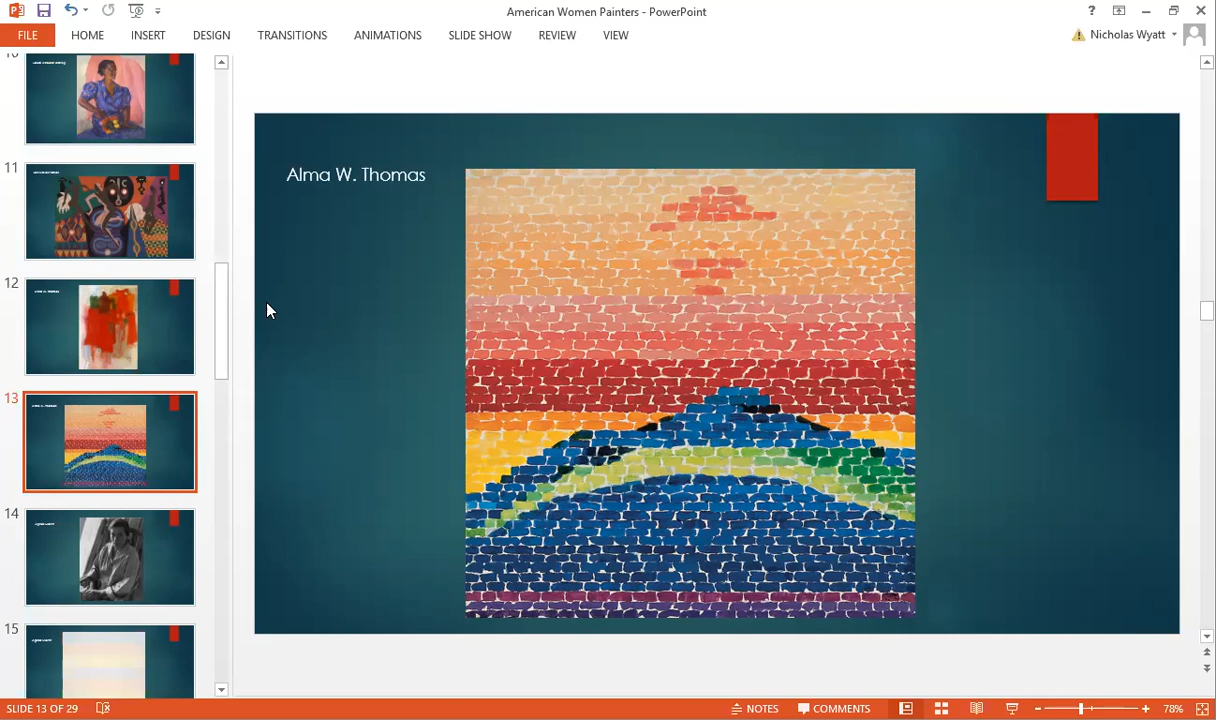 American Women Painters - PowerPoint
?
FILE HOME INSERT DESIGN TRANSITIONS ANIMATIONS SLIDE SHOW REVIEW VIEW Nicholas Wyatt
11
12
13
14
15
Alma W. Thomas
SLIDE 13 OF 29 NOTES COMMENTS 78%